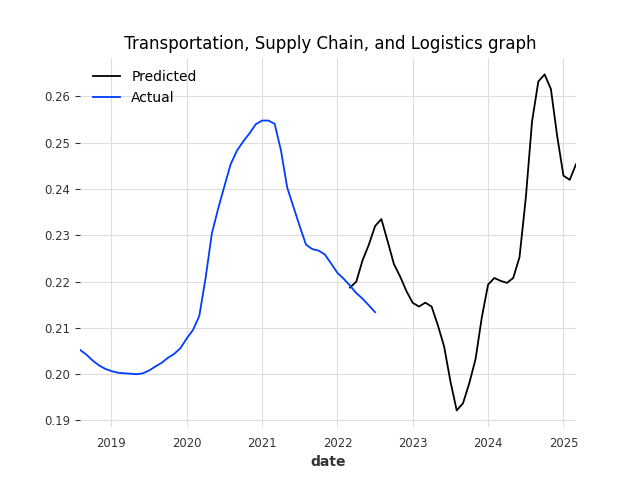 Transportation, Supply Chain, and Logistics graph
Predicted
Actual
0.26
0.25
0.24
0.23
0.22
0.21
0.20
0.19
2019 2020 2021 2022 2023 2024 2025
date